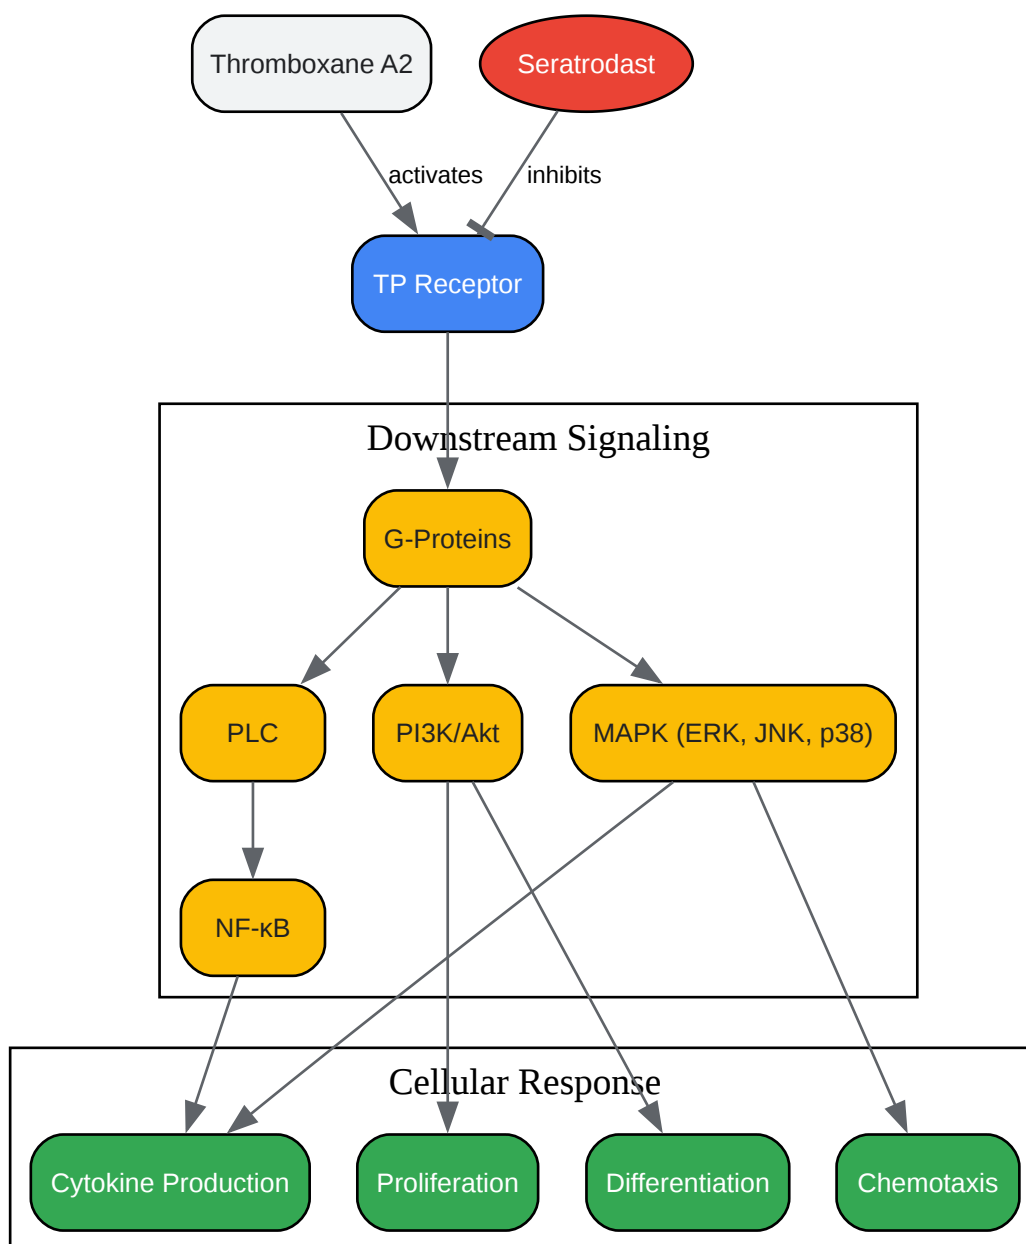 Thromboxane A2
Seratrodast
activates
inhibits
TP Receptor
Downstream Signaling
G-Proteins
PLC
PI3K/Akt
MAPK (ERK, JNK, p38)
NF-κB
Cellular Response
Cytokine Production
Proliferation
Differentiation
Chemotaxis